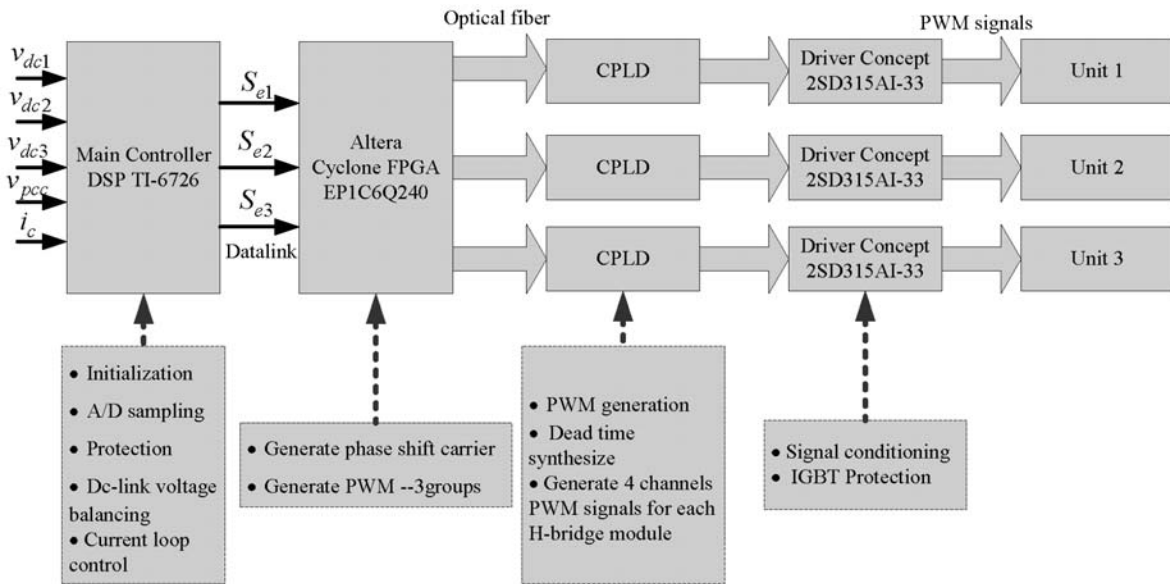 Optical fiber
PWM signals
v_dc1
v_dc2
v_dc3
v_pcc
i_c
Main Controller
DSP TI-6726
S_e1
S_e2
S_e3
Datalink
Altera
Cyclone FPGA
EP1C6Q240
CPLD
Driver Concept
2SD315AI-33
Unit 1
CPLD
Driver Concept
2SD315AI-33
Unit 2
CPLD
Driver Concept
2SD315AI-33
Unit 3
● Initialization
● A/D sampling
● Protection
● Dc-link voltage
balancing
● Current loop
control
● Generate phase shift carrier
● Generate PWM --3groups
● PWM generation
● Dead time
synthesize
● Generate 4 channels
PWM signals for each
H-bridge module
● Signal conditioning
● IGBT Protection